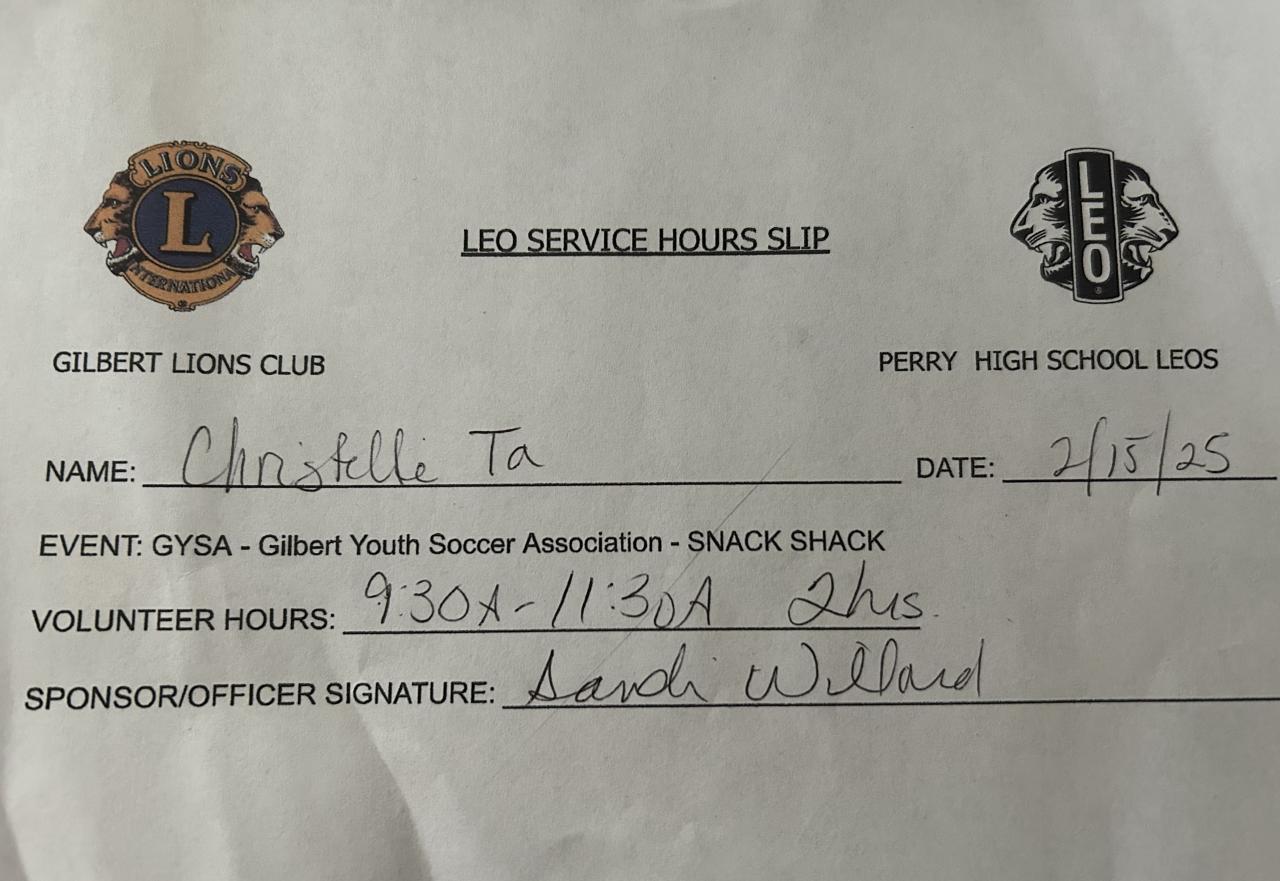 LIONS
L
INTERNATIONAL
LEO
LEO SERVICE HOURS SLIP
GILBERT LIONS CLUB
PERRY HIGH SCHOOL LEOS
NAME: Christelle Ta DATE: 2/15/25
EVENT: GYSA - Gilbert Youth Soccer Association - SNACK SHACK
VOLUNTEER HOURS: 9:30A - 11:30A 2hrs.
SPONSOR/OFFICER SIGNATURE: Sandi Willard